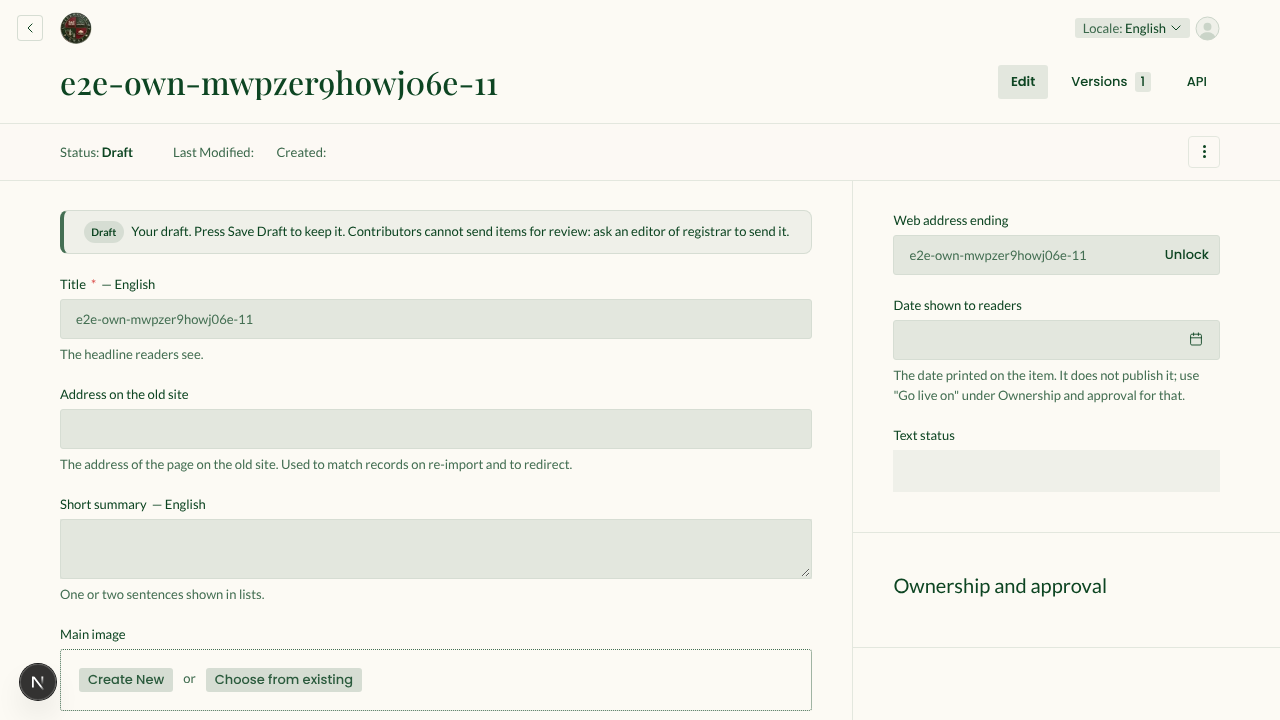 Locale: English
e2e-own-mwpzer9howj06e-11
Edit
Versions 1
API
Status: Draft
Last Modified:
Created:
Draft Your draft. Press Save Draft to keep it. Contributors cannot send items for review: ask an editor of registrar to send it.
Title * — English
e2e-own-mwpzer9howj06e-11
The headline readers see.
Address on the old site
The address of the page on the old site. Used to match records on re-import and to redirect.
Short summary — English
One or two sentences shown in lists.
Main image
Create New or Choose from existing
N
Web address ending
e2e-own-mwpzer9howj06e-11 Unlock
Date shown to readers
The date printed on the item. It does not publish it; use
"Go live on" under Ownership and approval for that.
Text status
Ownership and approval